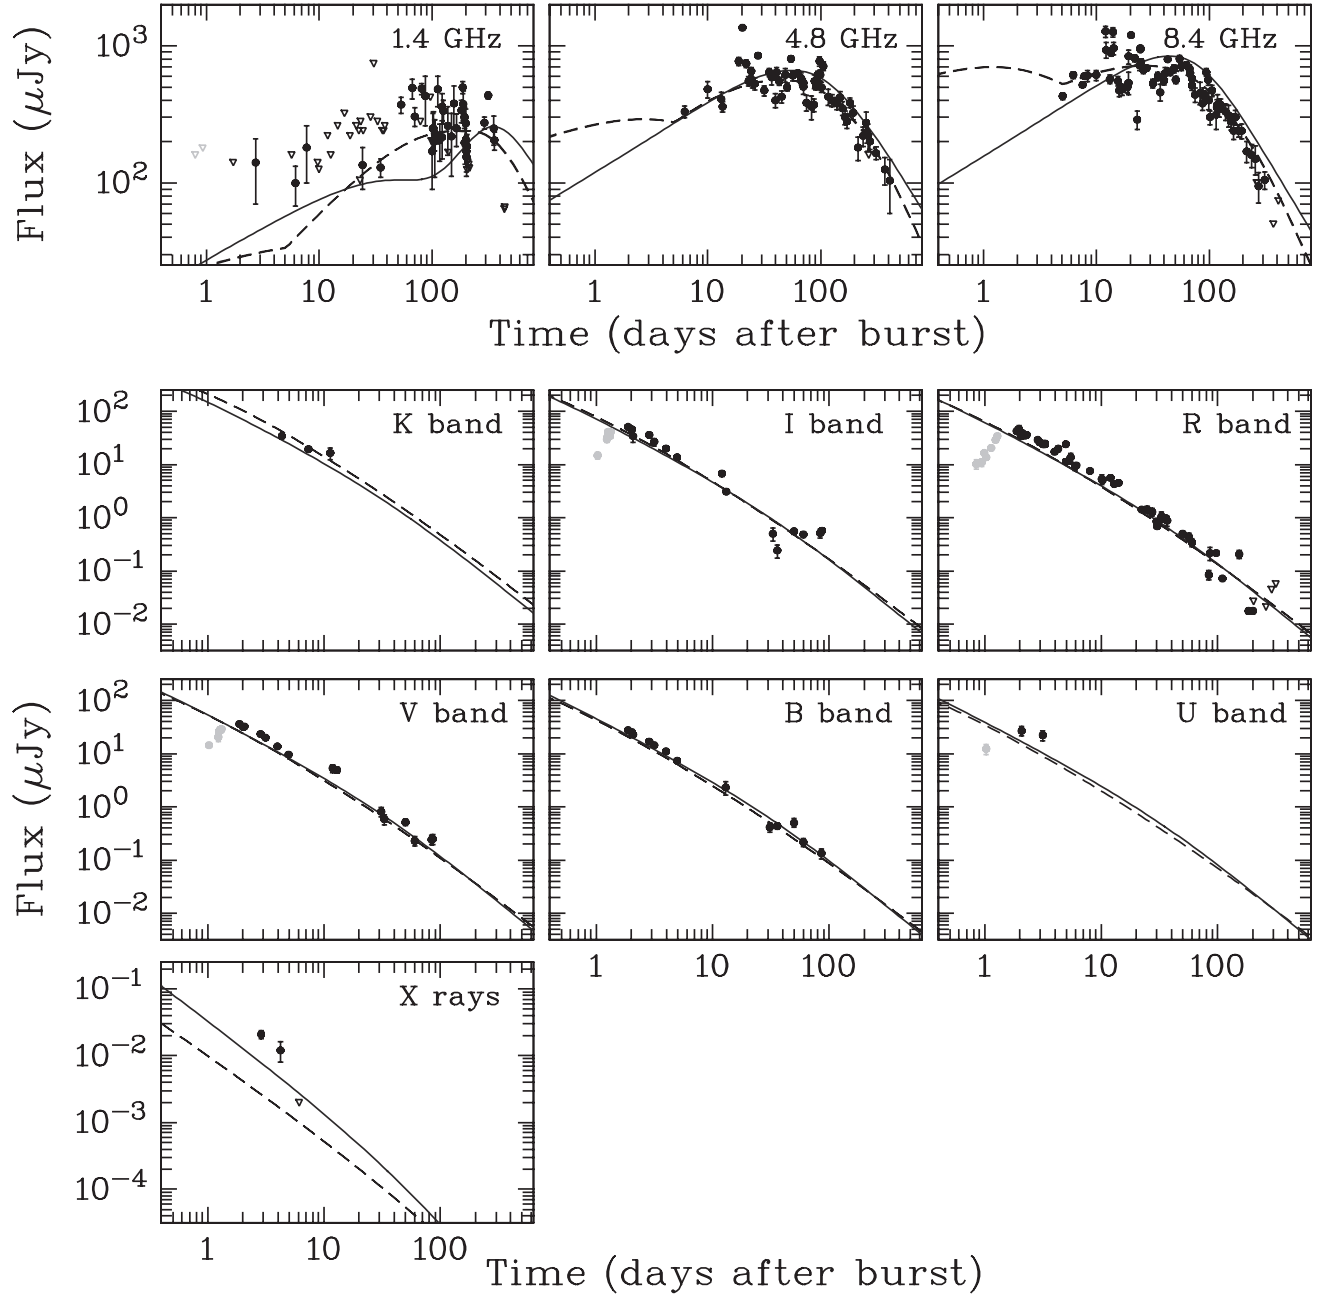 Flux (μJy)
10³
10²
1.4 GHz
4.8 GHz
8.4 GHz
1 10 100 1 10 100 1 10 100
Time (days after burst)
Flux (μJy)
10²
10¹
10⁰
10⁻¹
10⁻²
K band
I band
R band
10²
10¹
10⁰
10⁻¹
10⁻²
V band
B band
U band
1 10 100 1 10 100
10⁻¹
10⁻²
10⁻³
10⁻⁴
X rays
1 10 100
Time (days after burst)